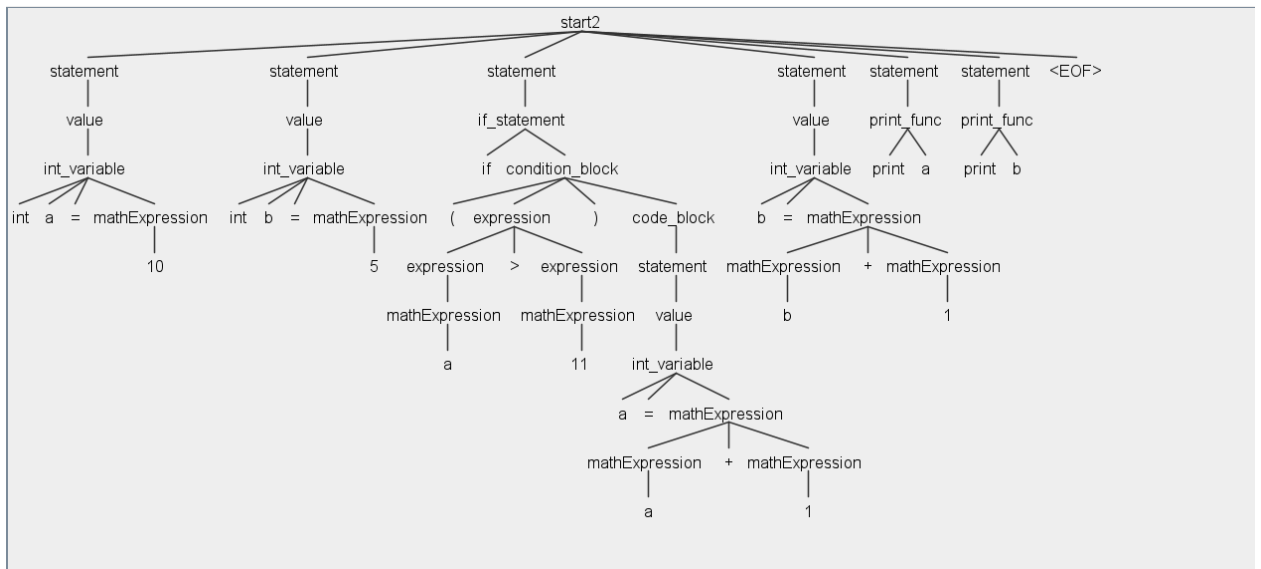 start2
statement statement statement statement statement statement <EOF>
value value if_statement value print_func print_func
int_variable int_variable if condition_block int_variable print a print b
int a = mathExpression int b = mathExpression ( expression ) code_block b = mathExpression
10 5 expression > expression statement mathExpression + mathExpression
mathExpression mathExpression value b 1
a 11 int_variable
a = mathExpression
mathExpression + mathExpression
a 1